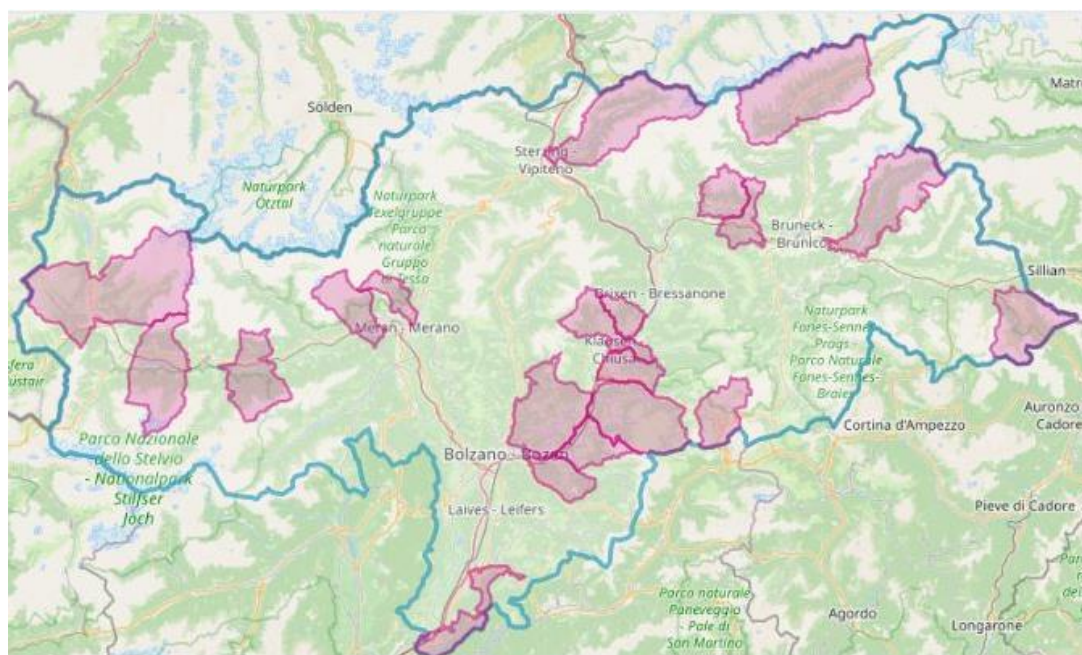 Matr
Sölden
Sterzing -
Vipiteno
Naturpark
Ötztal
Naturpark
Texelgruppe
Parco
naturale
Gruppo
di Tessa
Bruneck -
Brunico
Sillian
Brixen - Bressanone
Meran - Merano
Klausen -
Chiusa
Naturpark
Fanes-Sennes-
Prags -
Parco Naturale
Fanes-Sennes-
Braies
sfera
üstair
Auronzo
Cadore
Cortina d'Ampezzo
Parco Nazionale
dello Stelvio
- Nationalpark
Stilfser
Joch
Bolzano - Bozen
Laives - Leifers
Pieve di Cadore
Parco naturale
Paneveggio
- Pale di
San Martino
Agordo
Longarone